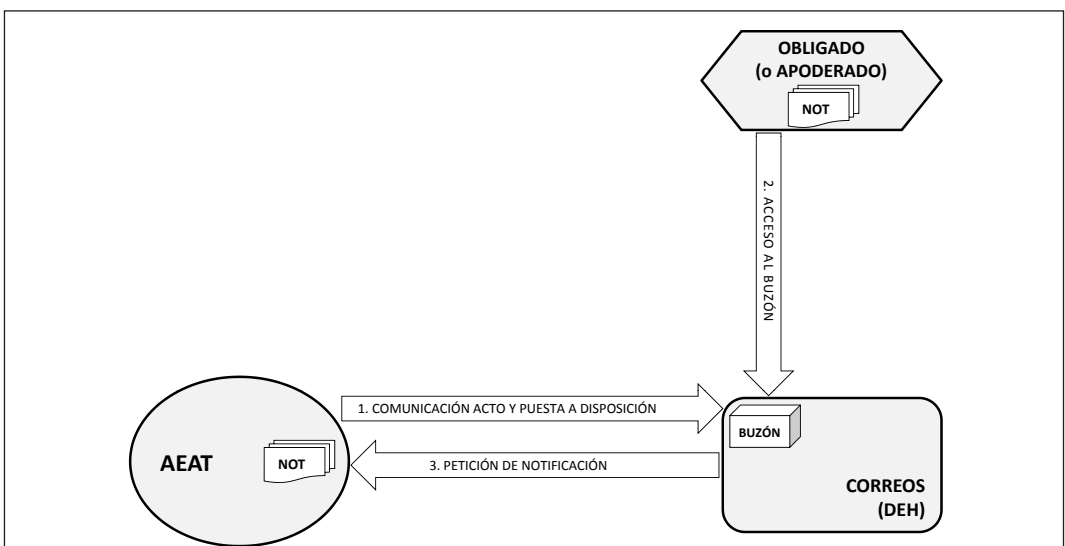 OBLIGADO
(o APODERADO)
NOT
2. ACCESO AL BUZÓN
1. COMUNICACIÓN ACTO Y PUESTA A DISPOSICIÓN
BUZÓN
AEAT
NOT
3. PETICIÓN DE NOTIFICACIÓN
CORREOS
(DEH)